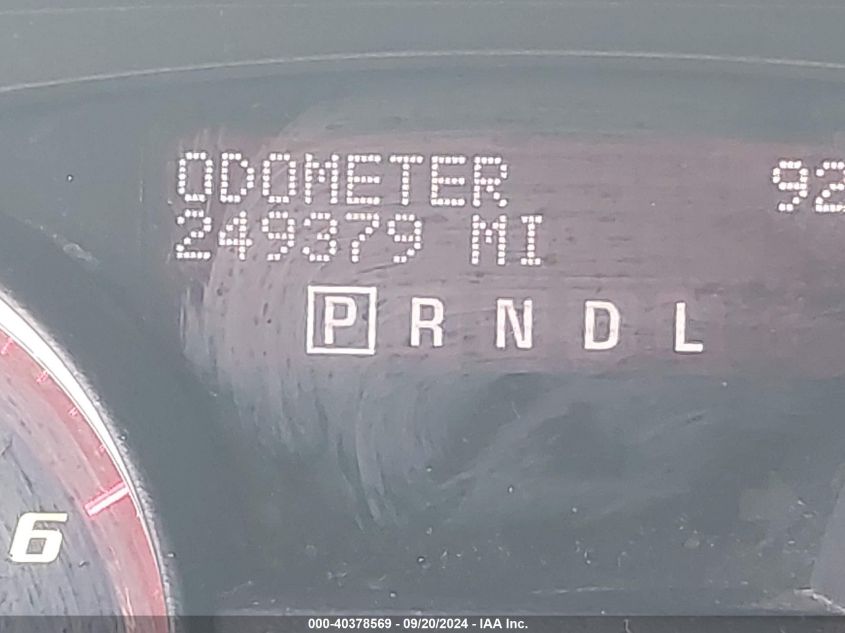 ODOMETER 92
249379 MI
P R N D L
6
000-40378569 - 09/20/2024 - IAA Inc.